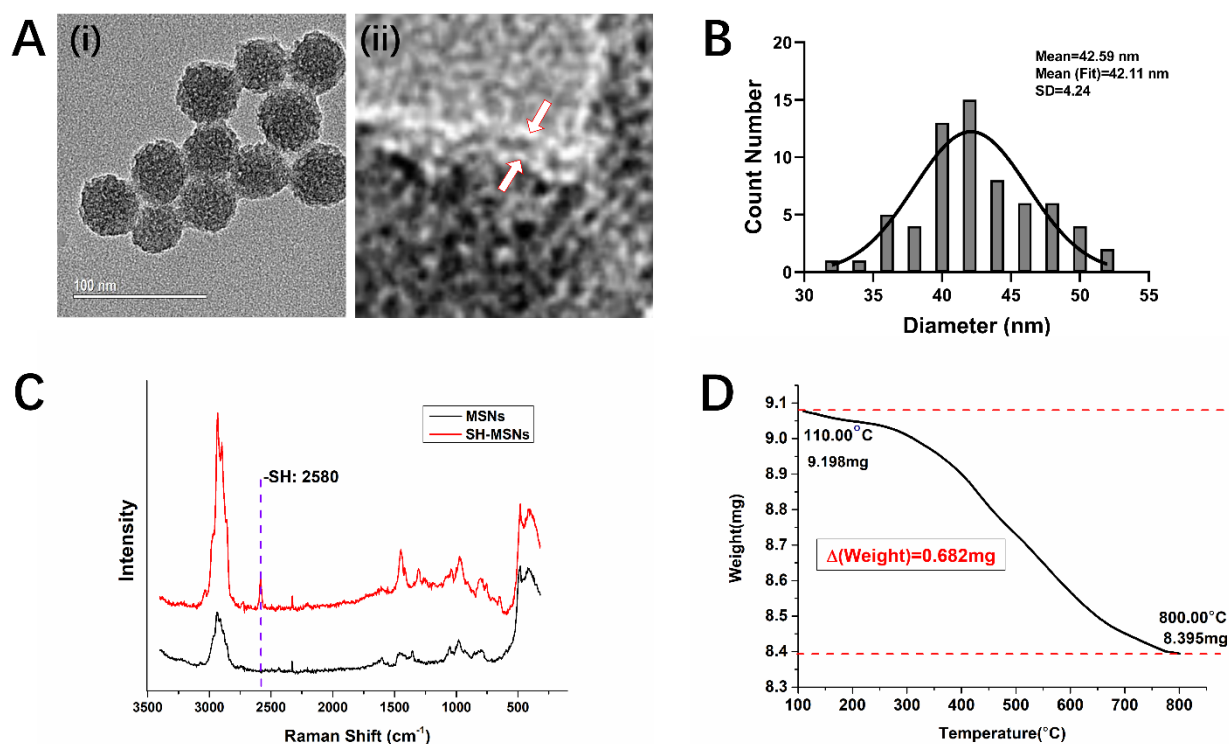 A (i) (ii)
100 nm
B
20
15
10
5
0
Count Number
Mean=42.59 nm
Mean (Fit)=42.11 nm
SD=4.24
30 35 40 45 50 55
Diameter (nm)
C
Intensity
MSNs
SH-MSNs
-SH: 2580
3500 3000 2500 2000 1500 1000 500
Raman Shift (cm-1)
D
9.1
9.0
8.9
8.8
8.7
8.6
8.5
8.4
8.3
Weight(mg)
110.00°C
9.198mg
Δ(Weight)=0.682mg
800.00°C
8.395mg
100 200 300 400 500 600 700 800 900
Temperature(°C)